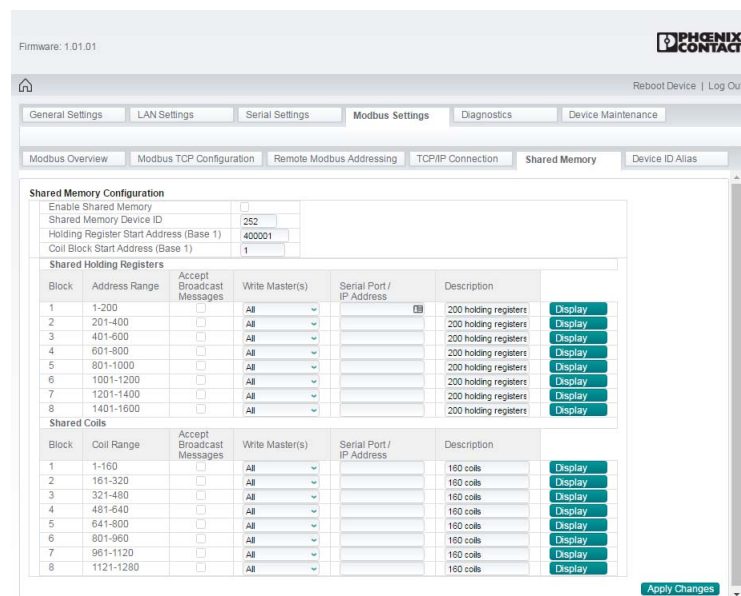 Firmware: 1.01.01
PHŒNIX
CONTACT
Reboot Device | Log Ou
General Settings LAN Settings Serial Settings Modbus Settings Diagnostics Device Maintenance
Modbus Overview Modbus TCP Configuration Remote Modbus Addressing TCP/IP Connection Shared Memory Device ID Alias
Shared Memory Configuration
Enable Shared Memory
Shared Memory Device ID 252
Holding Register Start Address (Base 1) 400001
Coil Block Start Address (Base 1) 1
Shared Holding Registers
Block Address Range Accept Broadcast Messages Write Master(s) Serial Port / IP Address Description
1 1-200 All 200 holding registers Display
2 201-400 All 200 holding registers Display
3 401-600 All 200 holding registers Display
4 601-800 All 200 holding registers Display
5 801-1000 All 200 holding registers Display
6 1001-1200 All 200 holding registers Display
7 1201-1400 All 200 holding registers Display
8 1401-1600 All 200 holding registers Display
Shared Coils
Block Coil Range Accept Broadcast Messages Write Master(s) Serial Port / IP Address Description
1 1-160 All 160 coils Display
2 161-320 All 160 coils Display
3 321-480 All 160 coils Display
4 481-640 All 160 coils Display
5 641-800 All 160 coils Display
6 801-960 All 160 coils Display
7 961-1120 All 160 coils Display
8 1121-1280 All 160 coils Display
Apply Changes